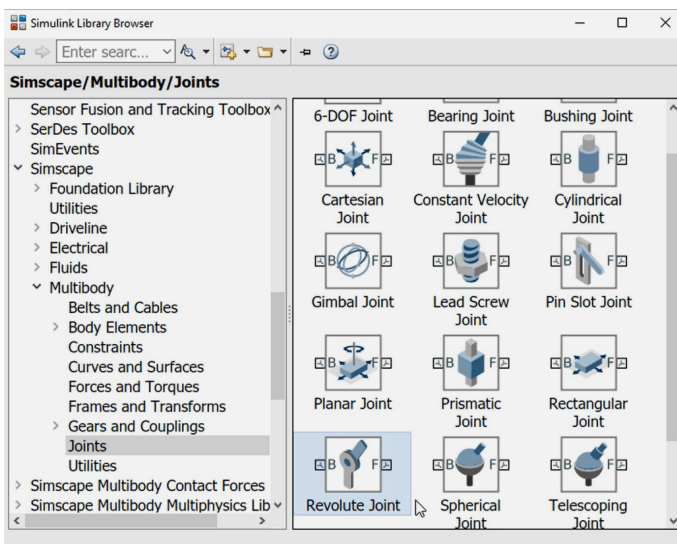 Simulink Library Browser
Enter searc...
Simscape/Multibody/Joints
Sensor Fusion and Tracking Toolbox
SerDes Toolbox
SimEvents
Simscape
Foundation Library
Utilities
Driveline
Electrical
Fluids
Multibody
Belts and Cables
Body Elements
Constraints
Curves and Surfaces
Forces and Torques
Frames and Transforms
Gears and Couplings
Joints
Utilities
Simscape Multibody Contact Forces
Simscape Multibody Multiphysics Lib
6-DOF Joint Bearing Joint Bushing Joint
B F B F B F
Cartesian Constant Velocity Cylindrical
Joint Joint Joint
B F B F B F
Gimbal Joint Lead Screw Pin Slot Joint
Joint
B F B F B F
Planar Joint Prismatic Rectangular
Joint Joint
B F B F B F
Revolute Joint Spherical Telescoping
Joint Joint